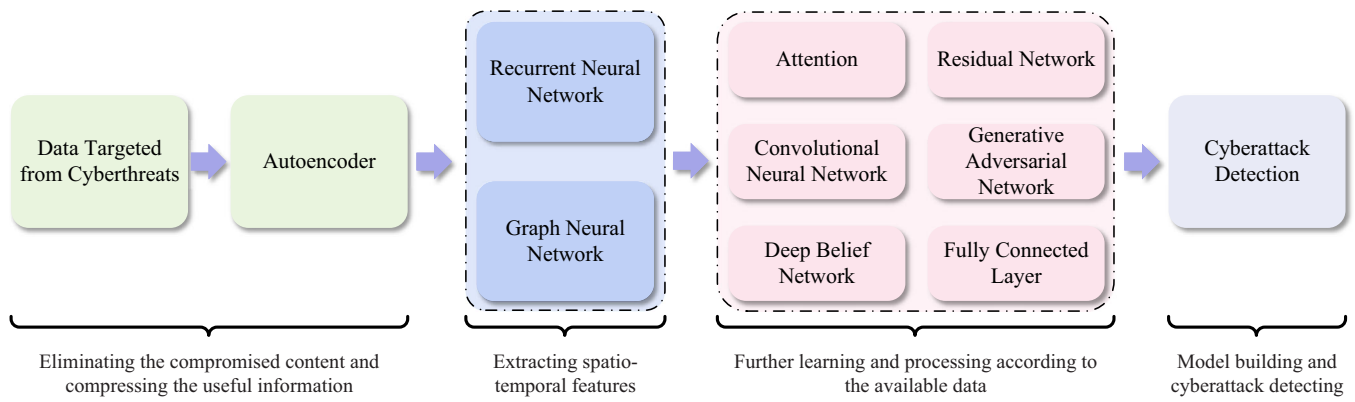 Data Targeted
from Cyberthreats
Autoencoder
Recurrent Neural
Network
Graph Neural
Network
Attention
Residual Network
Convolutional
Neural Network
Generative
Adversarial
Network
Deep Belief
Network
Fully Connected
Layer
Cyberattack
Detection
Eliminating the compromised content and
compressing the useful information
Extracting spatio-
temporal features
Further learning and processing according to
the available data
Model building and
cyberattack detecting